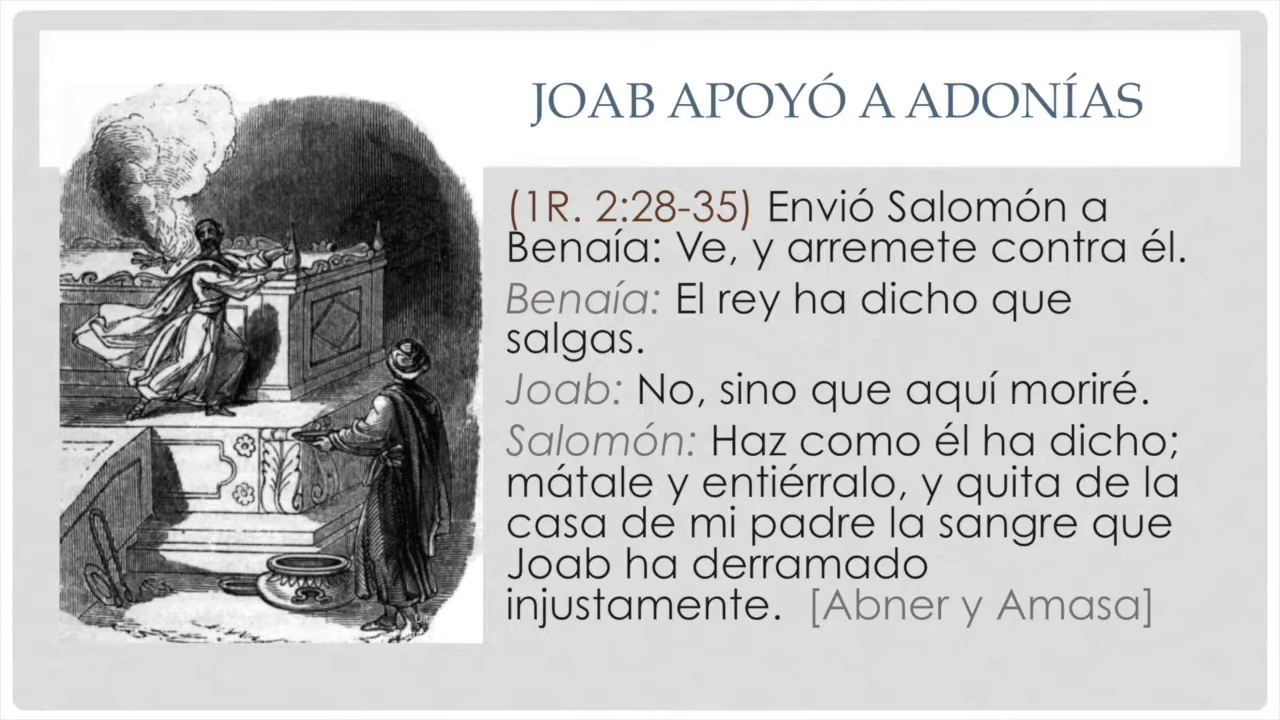 JOAB APOYÓ A ADONÍAS
(1R. 2:28-35) Envió Salomón a
Benaía: Ve, y arremete contra él.
Benaía: El rey ha dicho que
salgas.
Joab: No, sino que aquí moriré.
Salomón: Haz como él ha dicho;
mátale y entiérralo, y quita de la
casa de mi padre la sangre que
Joab ha derramado
injustamente. [Abner y Amasa]